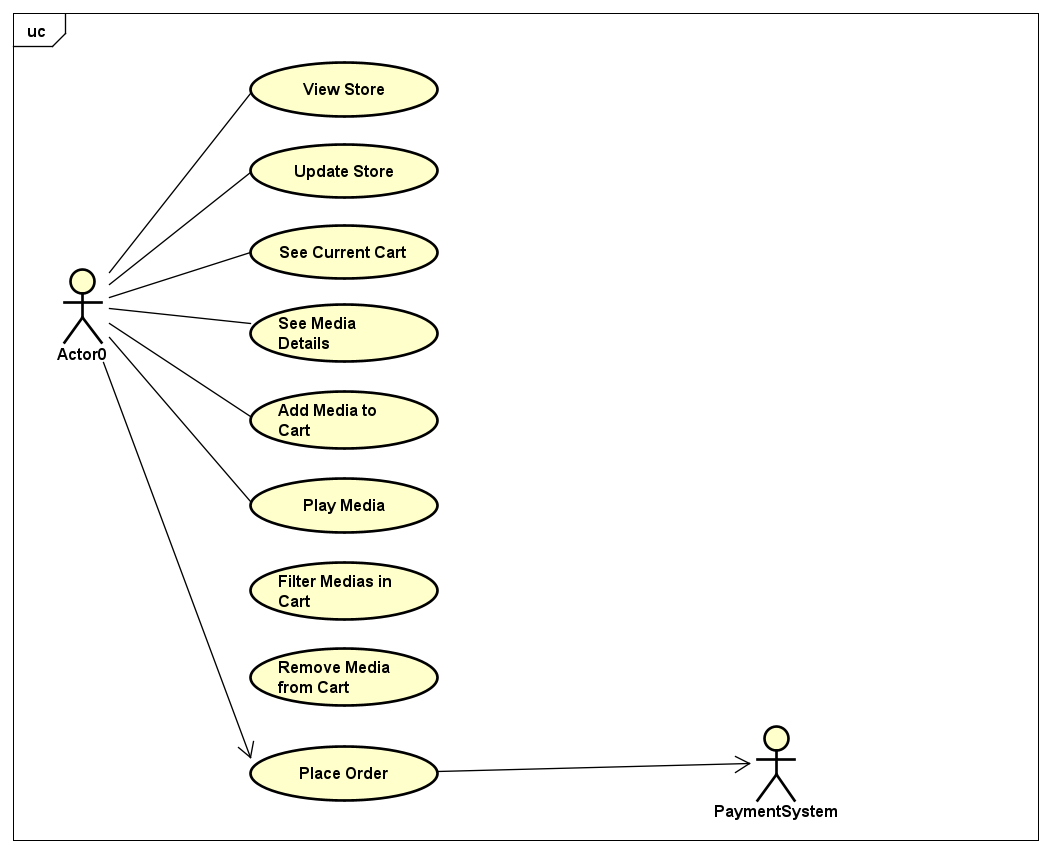 uc
View Store
Update Store
See Current Cart
Actor0
See Media
Details
Add Media to
Cart
Play Media
Filter Medias in
Cart
Remove Media
from Cart
Place Order
PaymentSystem